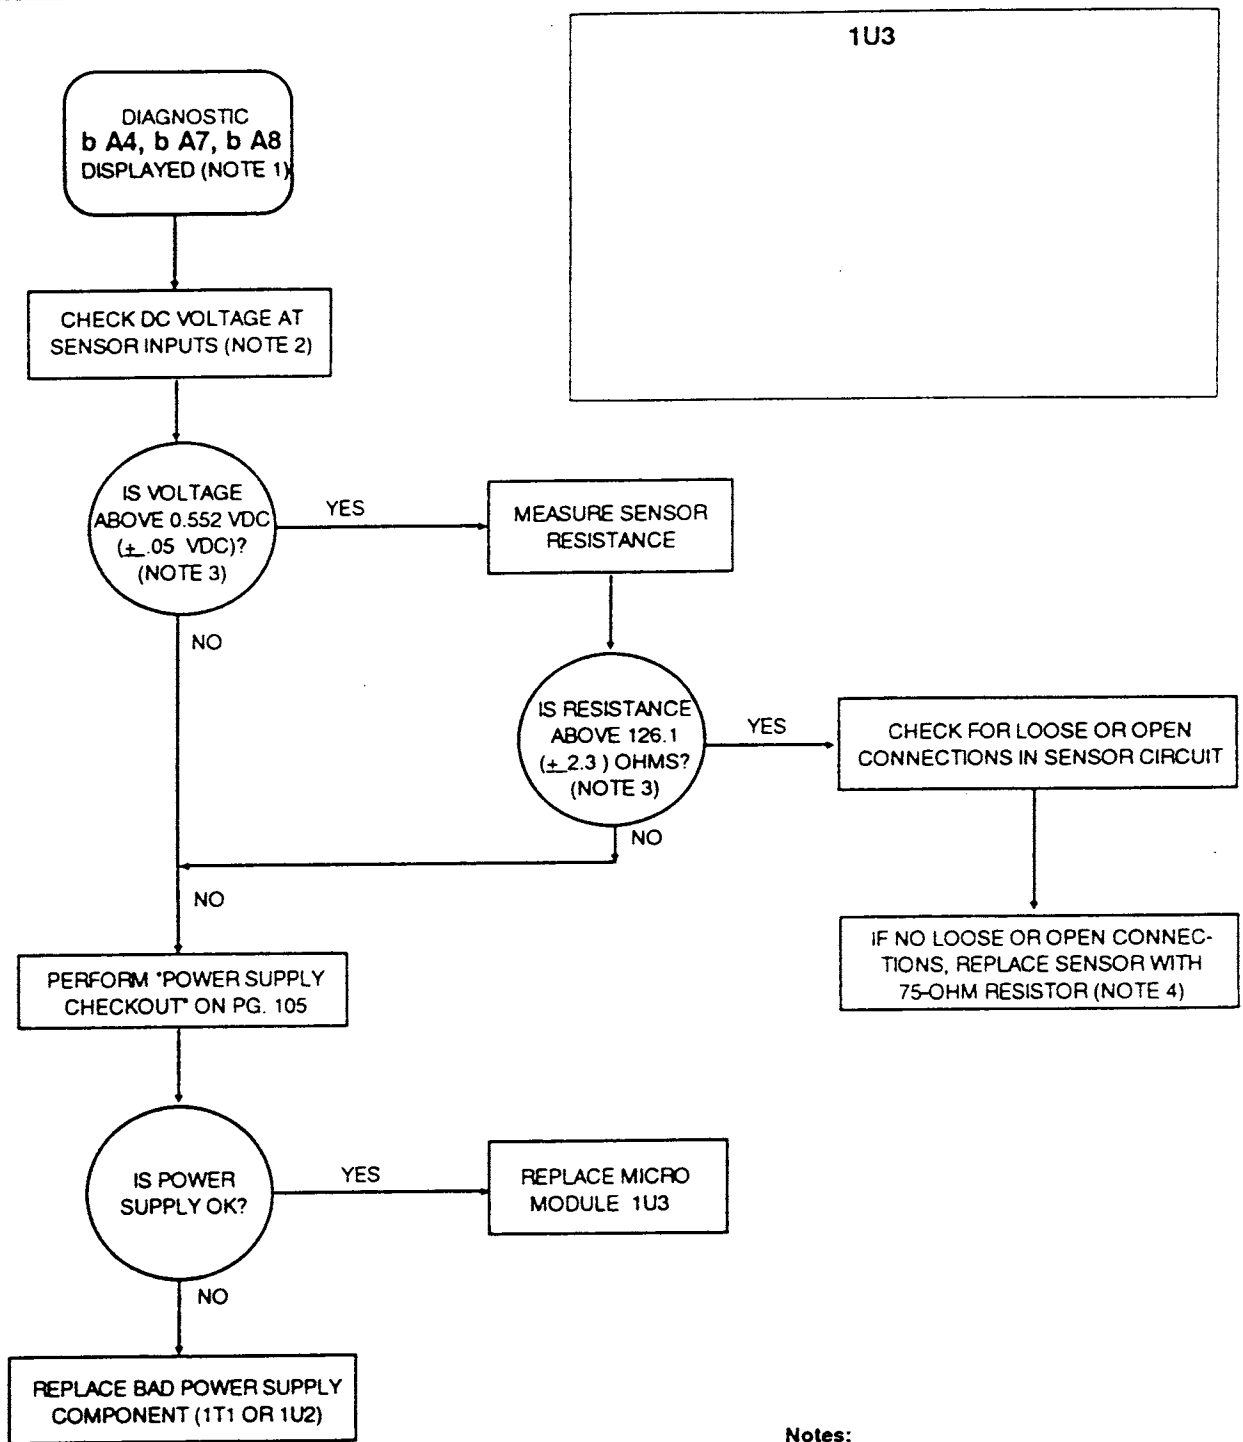 1U3
DIAGNOSTIC
b A4, b A7, b A8
DISPLAYED (NOTE 1)
CHECK DC VOLTAGE AT
SENSOR INPUTS (NOTE 2)
IS VOLTAGE
ABOVE 0.552 VDC
(± .05 VDC)?
(NOTE 3)
YES
MEASURE SENSOR
RESISTANCE
NO
IS RESISTANCE
ABOVE 126.1
(± 2.3 ) OHMS?
(NOTE 3)
YES
CHECK FOR LOOSE OR OPEN
CONNECTIONS IN SENSOR CIRCUIT
NO
NO
IF NO LOOSE OR OPEN CONNEC-
TIONS, REPLACE SENSOR WITH
75-OHM RESISTOR (NOTE 4)
PERFORM "POWER SUPPLY
CHECKOUT" ON PG. 105
IS POWER
SUPPLY OK?
YES
REPLACE MICRO
MODULE 1U3
NO
REPLACE BAD POWER SUPPLY
COMPONENT (1T1 OR 1U2)
Notes: